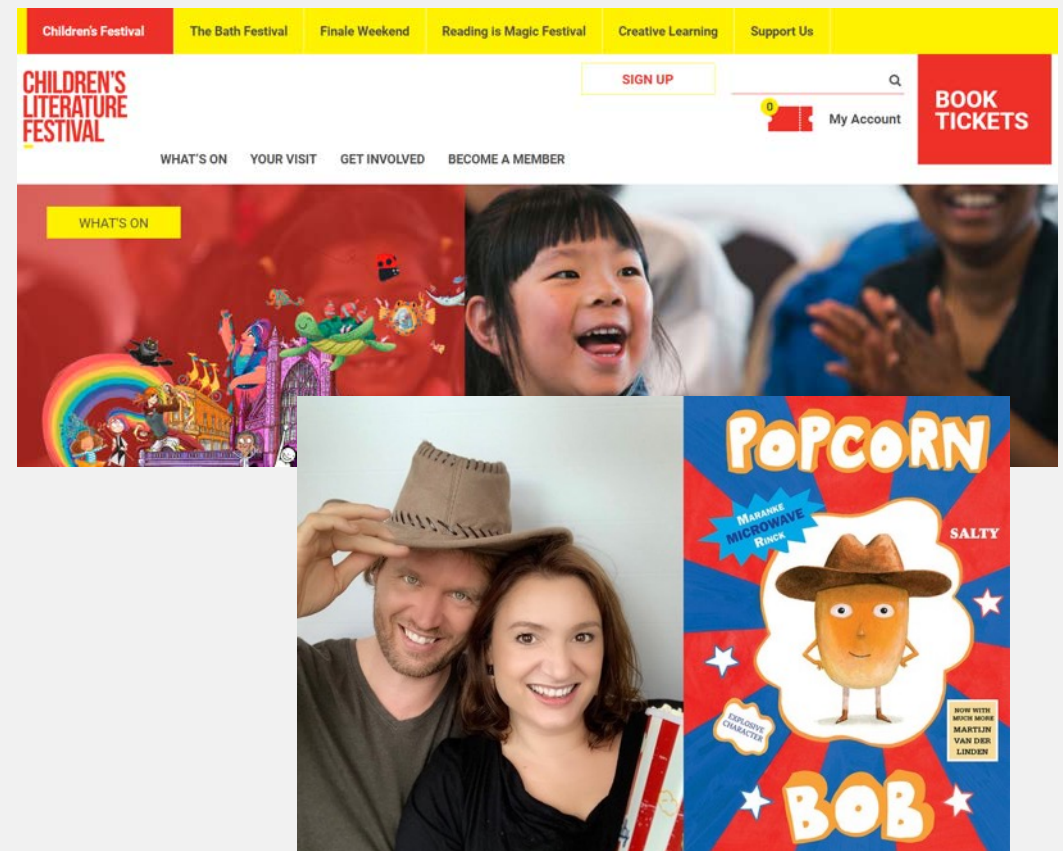 Children's Festival
The Bath Festival
Finale Weekend
Reading is Magic Festival
Creative Learning
Support Us
CHILDREN'S
LITERATURE
FESTIVAL
SIGN UP
0
My Account
BOOK
TICKETS
WHAT'S ON
YOUR VISIT
GET INVOLVED
BECOME A MEMBER
WHAT'S ON
POPCORN
MARANKE
MICROWAVE
RINCK
SALTY
EXPLOSIVE
CHARACTER
NOW WITH
MUCH MORE
MARTIJN
VAN DER
LINDEN
BOB